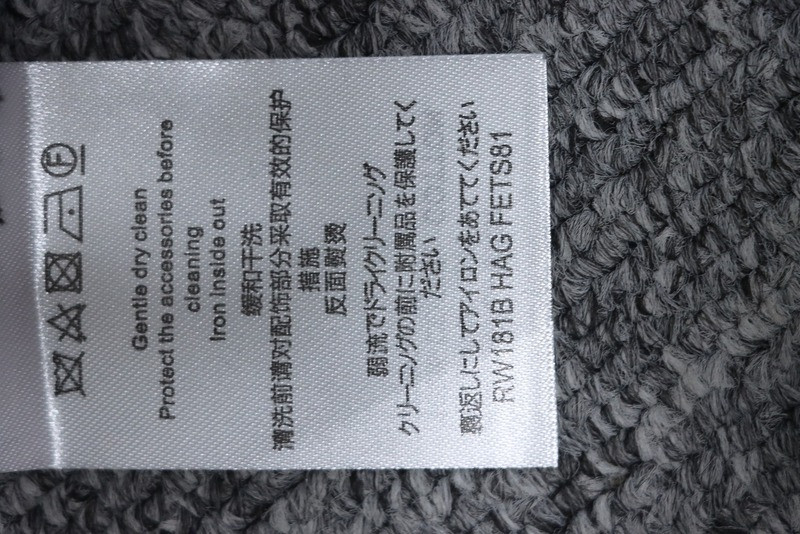 Gentle dry clean
Protect the accessories before
cleaning
Iron inside out
缓和干洗
清洗前请对配饰部分采取有效的保护
措施
反面熨烫
弱流でドライクリーニング
クリーニングの前に附属品を保護してく
ださい
裏返しにしてアイロンをあててください
RW181B HAG FETS81